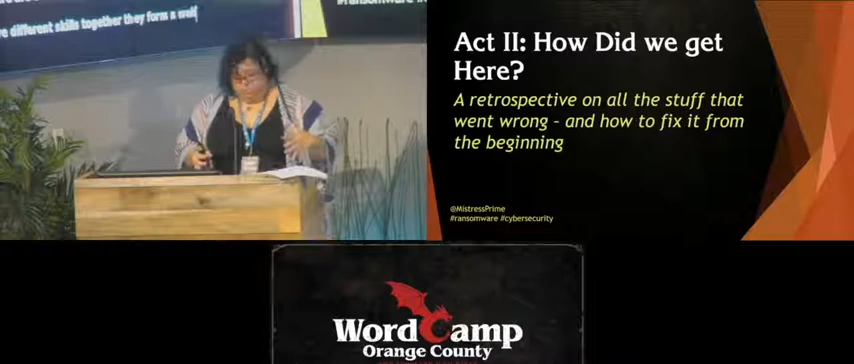 e different skills together they form a
#ransomware
Act II: How Did we get
Here?
A retrospective on all the stuff that
went wrong – and how to fix it from
the beginning
@MistressPrime
#ransomware #cybersecurity
WordCamp
Orange County